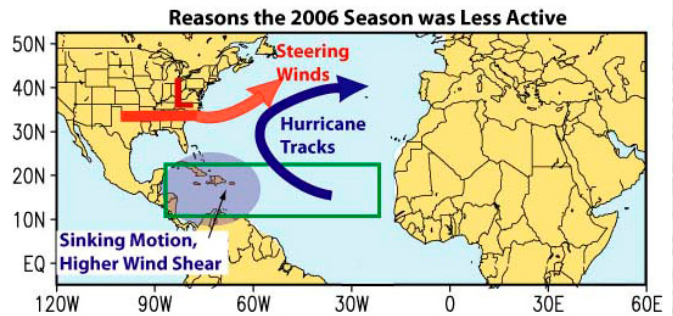 Reasons the 2006 Season was Less Active
50N
40N
30N
20N
10N
EQ
Steering
Winds
L
Hurricane
Tracks
Sinking Motion,
Higher Wind Shear
120W 90W 60W 30W 0 30E 60E